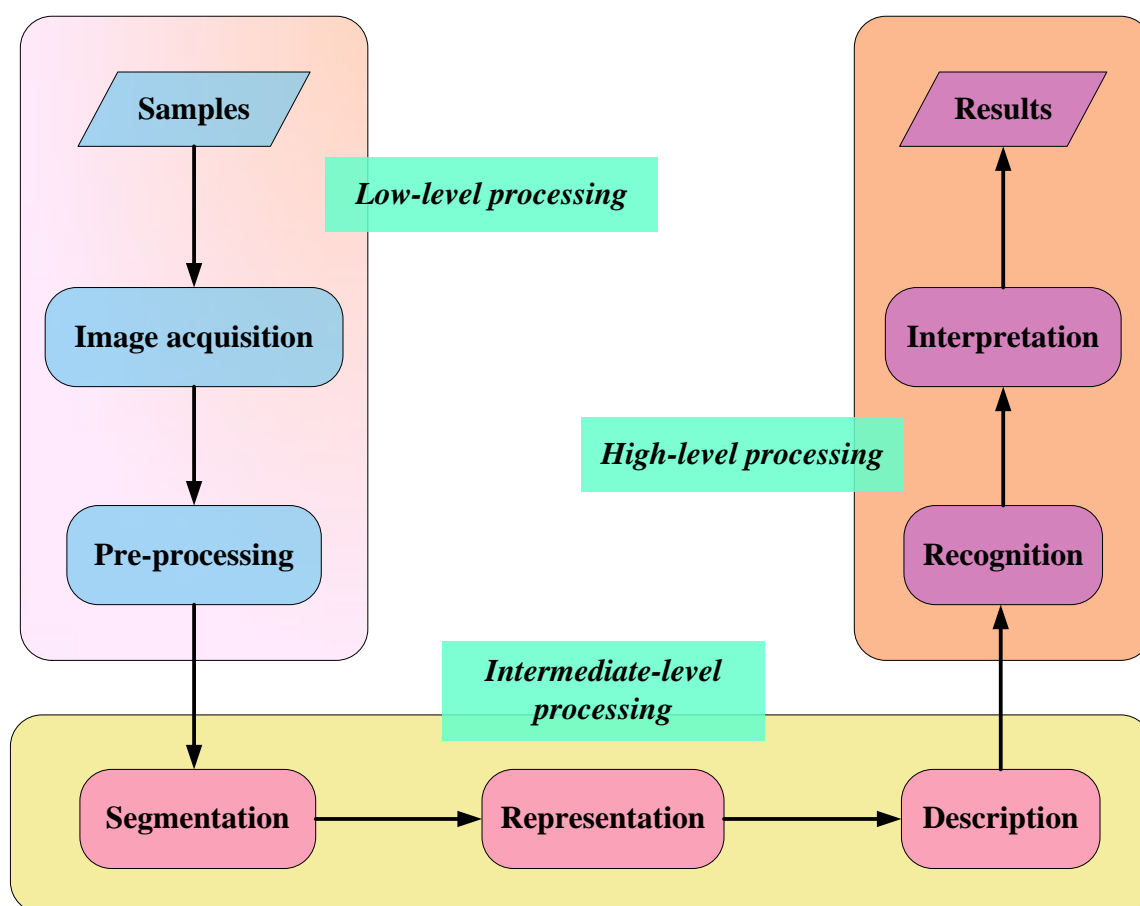 Samples
Low-level processing
Image acquisition
Pre-processing
Intermediate-level
processing
Segmentation
Representation
Description
Recognition
High-level processing
Interpretation
Results